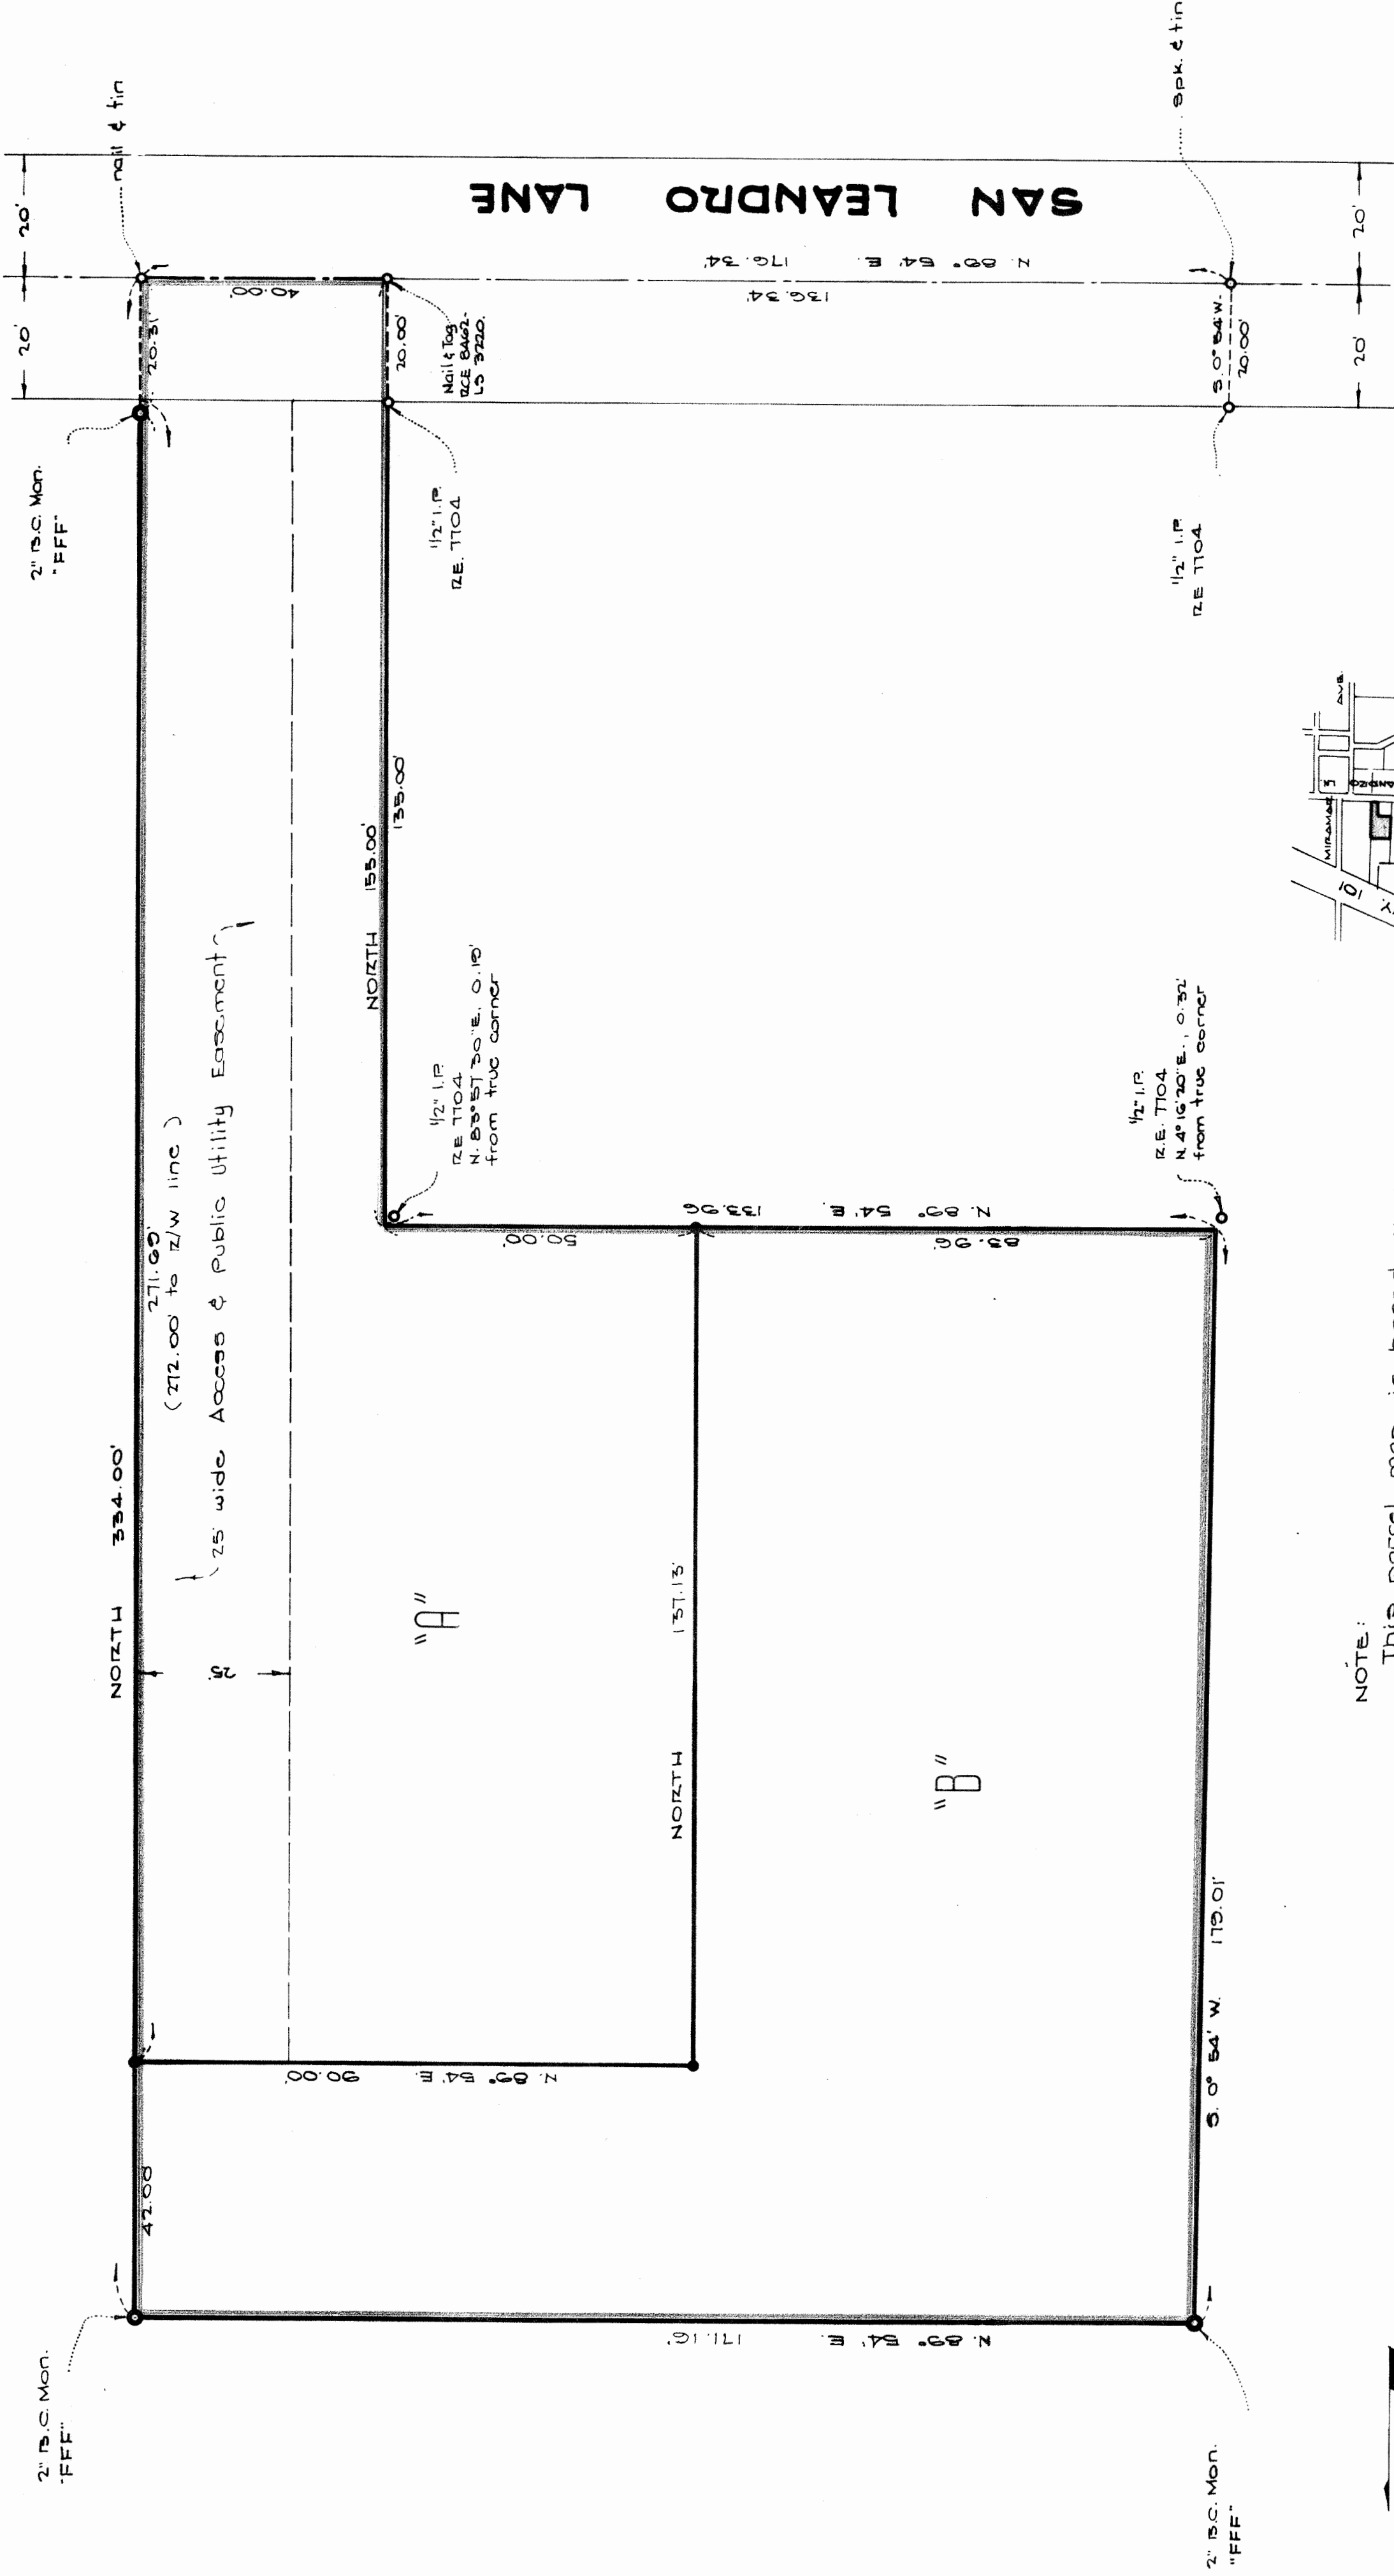 nail & tin
spk. & tin
20'
20'
SAN LEANDRO LANE
N. 89° 54' E. 176.34'
136.34'
40.00'
20.31'
20.00'
Nail & Tag
RCE 8462-
LS 3220.
S. 0° 54' W.
20.00'
20'
20'
2" B.C. Mon.
"FFF"
1/2" I.P.
RE. 7704
1/2" I.P.
RE 7704
MIRAMAR
AVE.
101
NORTH 155.00'
135.00'
271.69'
(272.00' to R/W line)
25' wide Access & Public Utility Easement
1/2" I.P.
RE 7704
N. 83° 57' 30" E. 0.19'
from true corner
1/2" I.P.
R.E. 7704
N. 4° 16' 20" E., 0.32'
from true corner
N. 89° 54' E. 133.96
50.00'
83.96'
NORTH 334.00'
25'
"A"
NORTH 137.13'
"B"
NOTE:
This parcel map is
N. 89° 54' E. 90.00'
42.00
S. 0° 54' W. 179.01'
N. 89° 54' E. 171.16'
2" B.C. Mon.
"FFF"
2" B.C. Mon.
"FFF"